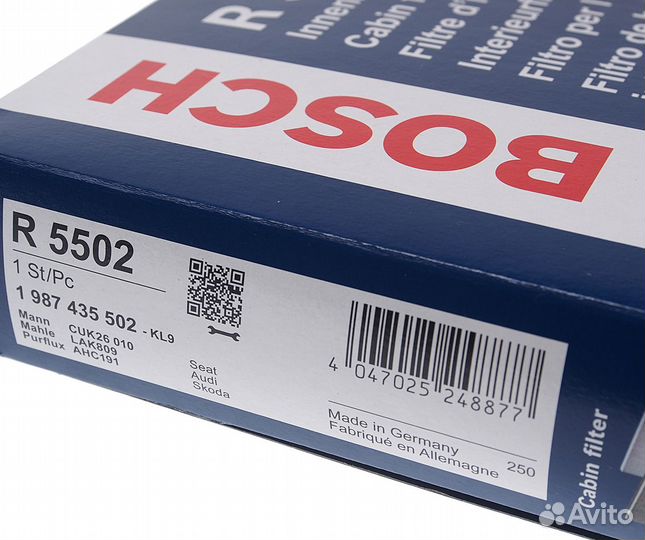 R
Innen
Cabin
Filtre d'
Interieur
Filtro per l'
Filtro de
BOSCH
R 5502
1 St/Pc
1 987 435 502 - KL9
Mann CUK26 010
Mahle LAK809
Purflux AHC191
Seat
Audi
Skoda
4 047025 248877
Made in Germany
Fabriqué en Allemagne
250
Cabin filter
Avito